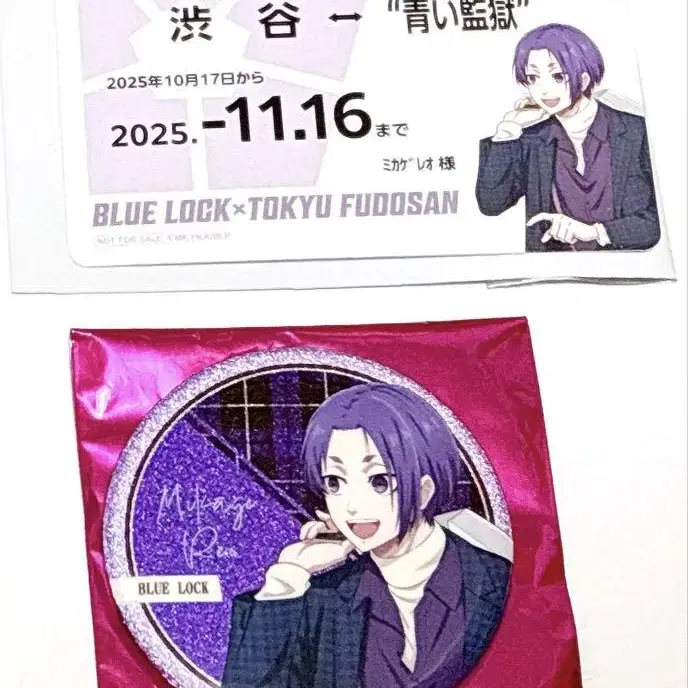 渋谷 ↔ "青い監獄"
2025年10月17日から
2025.-11.16まで
ミカゲレオ 様
BLUE LOCK×TOKYU FUDOSAN
NOT FOR SALE
Mikage
Reo
BLUE LOCK